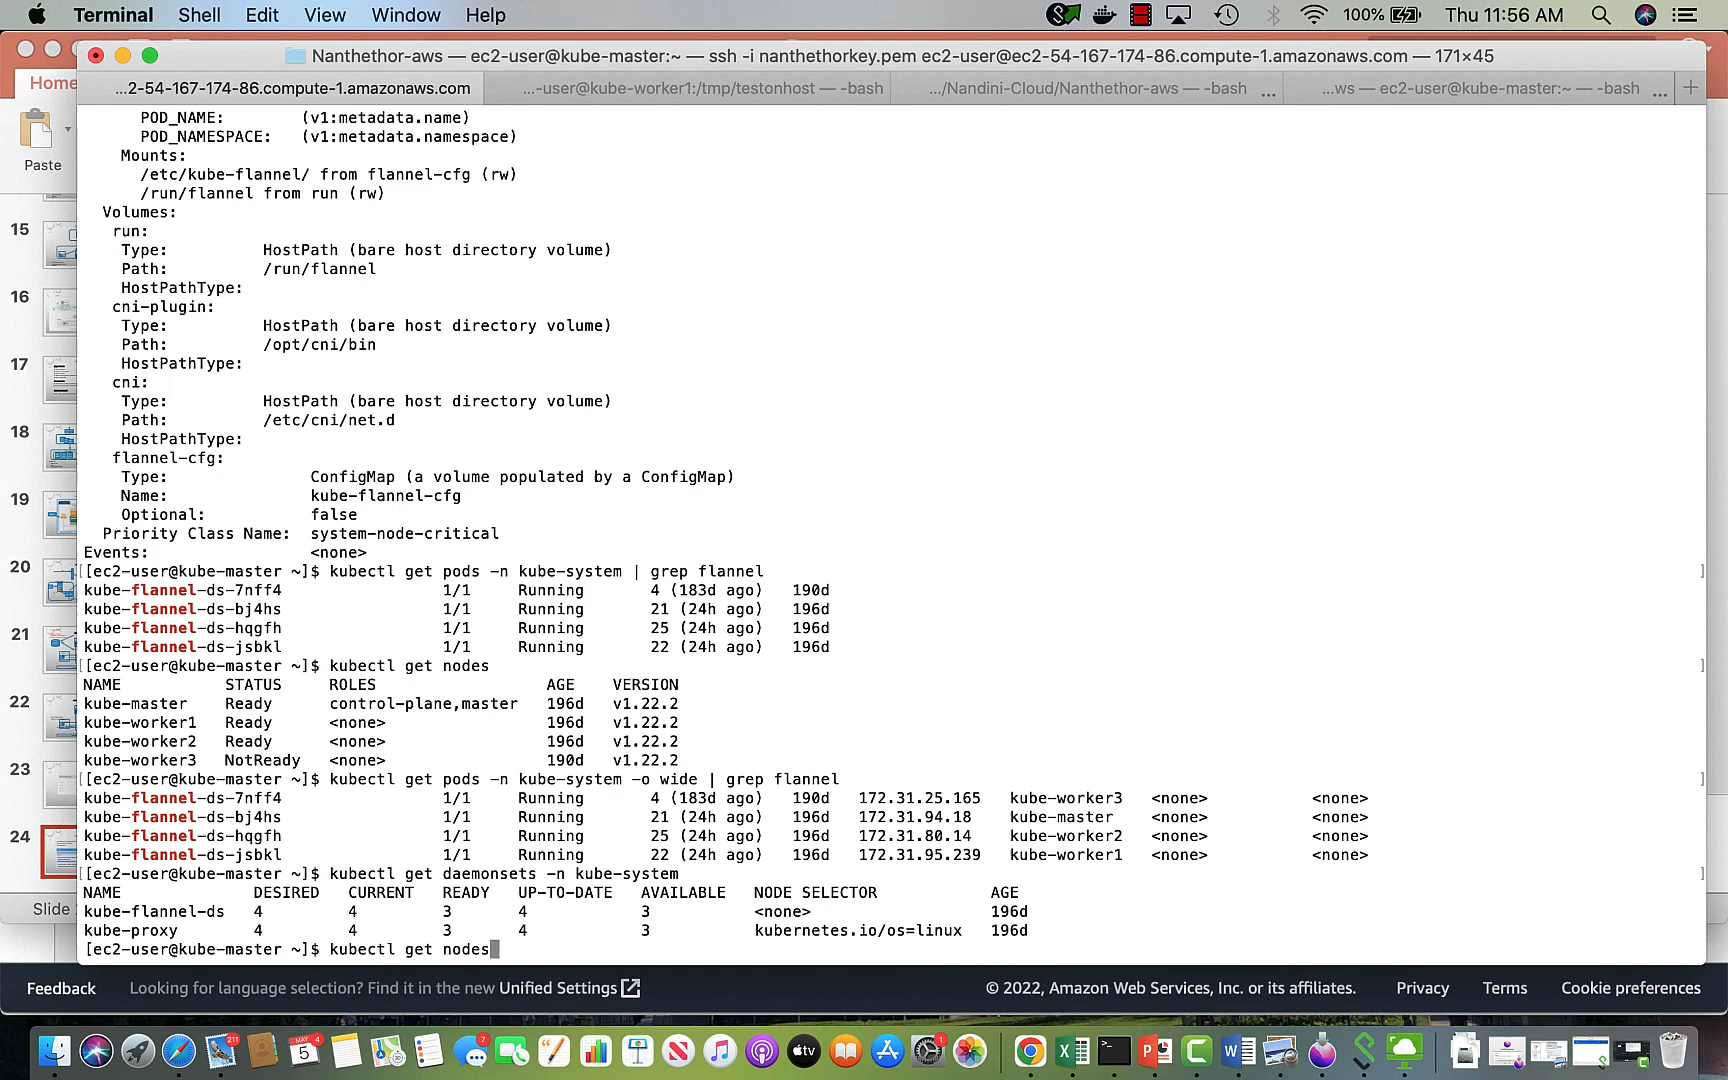 Terminal Shell Edit View Window Help 100% Thu 11:56 AM
Nanthethor-aws — ec2-user@kube-master:~ — ssh -i nanthethorkey.pem ec2-user@ec2-54-167-174-86.compute-1.amazonaws.com — 171×45
Home
...2-54-167-174-86.compute-1.amazonaws.com ...-user@kube-worker1:/tmp/testonhost — -bash .../Nandini-Cloud/Nanthethor-aws — -bash ... ...ws — ec2-user@kube-master:~ — -bash ... +
Paste
POD_NAME: (v1:metadata.name)
POD_NAMESPACE: (v1:metadata.namespace)
Mounts:
/etc/kube-flannel/ from flannel-cfg (rw)
/run/flannel from run (rw)
Volumes:
run:
Type: HostPath (bare host directory volume)
Path: /run/flannel
HostPathType:
cni-plugin:
Type: HostPath (bare host directory volume)
Path: /opt/cni/bin
HostPathType:
cni:
Type: HostPath (bare host directory volume)
Path: /etc/cni/net.d
HostPathType:
flannel-cfg:
Type: ConfigMap (a volume populated by a ConfigMap)
Name: kube-flannel-cfg
Optional: false
Priority Class Name: system-node-critical
Events: <none>
[[ec2-user@kube-master ~]$ kubectl get pods -n kube-system | grep flannel ]
kube-flannel-ds-7nff4 1/1 Running 4 (183d ago) 190d
kube-flannel-ds-bj4hs 1/1 Running 21 (24h ago) 196d
kube-flannel-ds-hqgfh 1/1 Running 25 (24h ago) 196d
kube-flannel-ds-jsbkl 1/1 Running 22 (24h ago) 196d
[[ec2-user@kube-master ~]$ kubectl get nodes ]
NAME STATUS ROLES AGE VERSION
kube-master Ready control-plane,master 196d v1.22.2
kube-worker1 Ready <none> 196d v1.22.2
kube-worker2 Ready <none> 196d v1.22.2
kube-worker3 NotReady <none> 190d v1.22.2
[[ec2-user@kube-master ~]$ kubectl get pods -n kube-system -o wide | grep flannel ]
kube-flannel-ds-7nff4 1/1 Running 4 (183d ago) 190d 172.31.25.165 kube-worker3 <none> <none>
kube-flannel-ds-bj4hs 1/1 Running 21 (24h ago) 196d 172.31.94.18 kube-master <none> <none>
kube-flannel-ds-hqgfh 1/1 Running 25 (24h ago) 196d 172.31.80.14 kube-worker2 <none> <none>
kube-flannel-ds-jsbkl 1/1 Running 22 (24h ago) 196d 172.31.95.239 kube-worker1 <none> <none>
[[ec2-user@kube-master ~]$ kubectl get daemonsets -n kube-system ]
NAME DESIRED CURRENT READY UP-TO-DATE AVAILABLE NODE SELECTOR AGE
kube-flannel-ds 4 4 3 4 3 <none> 196d
kube-proxy 4 4 3 4 3 kubernetes.io/os=linux 196d
[ec2-user@kube-master ~]$ kubectl get nodes
15
16
17
18
19
20
21
22
23
24
Slide
Feedback Looking for language selection? Find it in the new Unified Settings © 2022, Amazon Web Services, Inc. or its affiliates. Privacy Terms Cookie preferences
211 MAY 5 4 7 tv 1